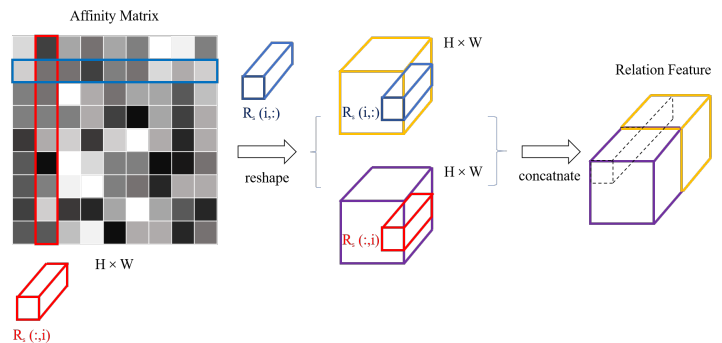 Affinity Matrix
H × W
Relation Feature
Rs (i,:)
Rs (i,:)
reshape
H × W
concatnate
Rs (:,i)
H × W
Rs (:,i)